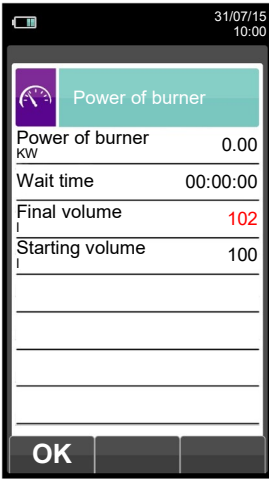 31/07/15
10:00
Power of burner
Power of burner 0.00
KW
Wait time 00:00:00
Final volume 102
l
Starting volume 100
l
OK